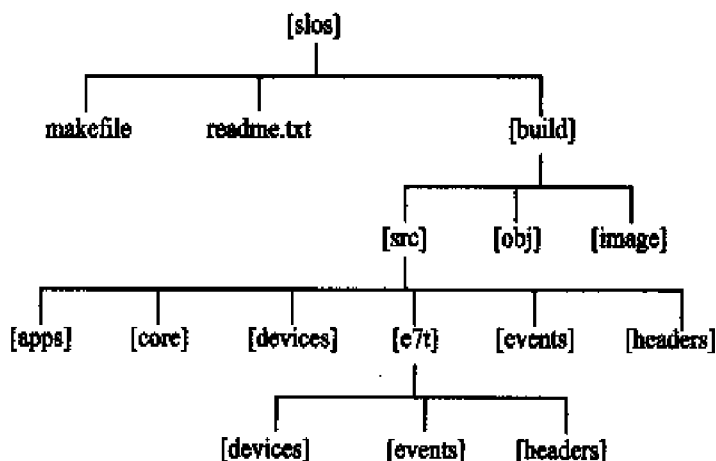 [slos]
makefile readme.txt [build]
[src] [obj] [image]
[apps] [core] [devices] [e7t] [events] [headers]
[devices] [events] [headers]